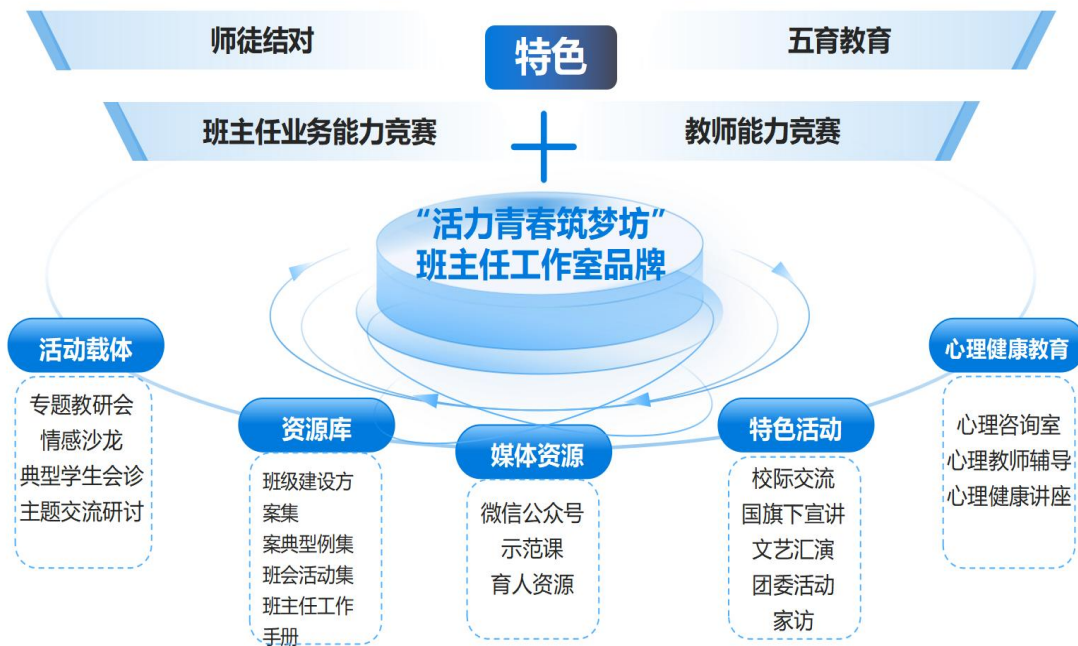 师徒结对
特色
五育教育
班主任业务能力竞赛
教师能力竞赛
“活力青春筑梦坊”
班主任工作室品牌
活动载体
专题教研会
情感沙龙
典型学生会诊
主题交流研讨
资源库
班级建设方
案集
案典型例集
班会活动集
班主任工作
手册
媒体资源
微信公众号
示范课
育人资源
特色活动
校际交流
国旗下宣讲
文艺汇演
团委活动
家访
心理健康教育
心理咨询室
心理教师辅导
心理健康讲座